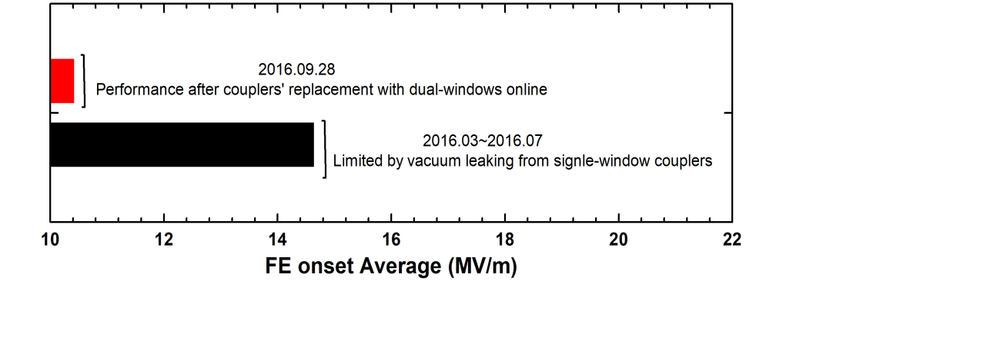 2016.09.28
Performance after couplers' replacement with dual-windows online
2016.03~2016.07
Limited by vacuum leaking from signle-window couplers
10 12 14 16 18 20 22
FE onset Average (MV/m)